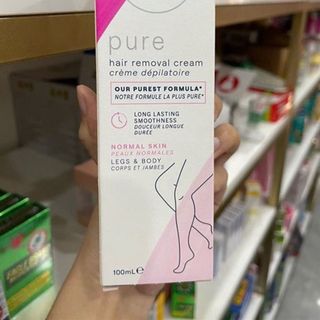 pure
hair removal cream
crème dépilatoire
OUR PUREST FORMULA*
NOTRE FORMULE LA PLUS PURE*
LONG LASTING
SMOOTHNESS
DOUCEUR LONGUE
DURÉE
NORMAL SKIN
PEAUX NORMALES
LEGS & BODY
CORPS ET JAMBES
100mL℮
EAGLE